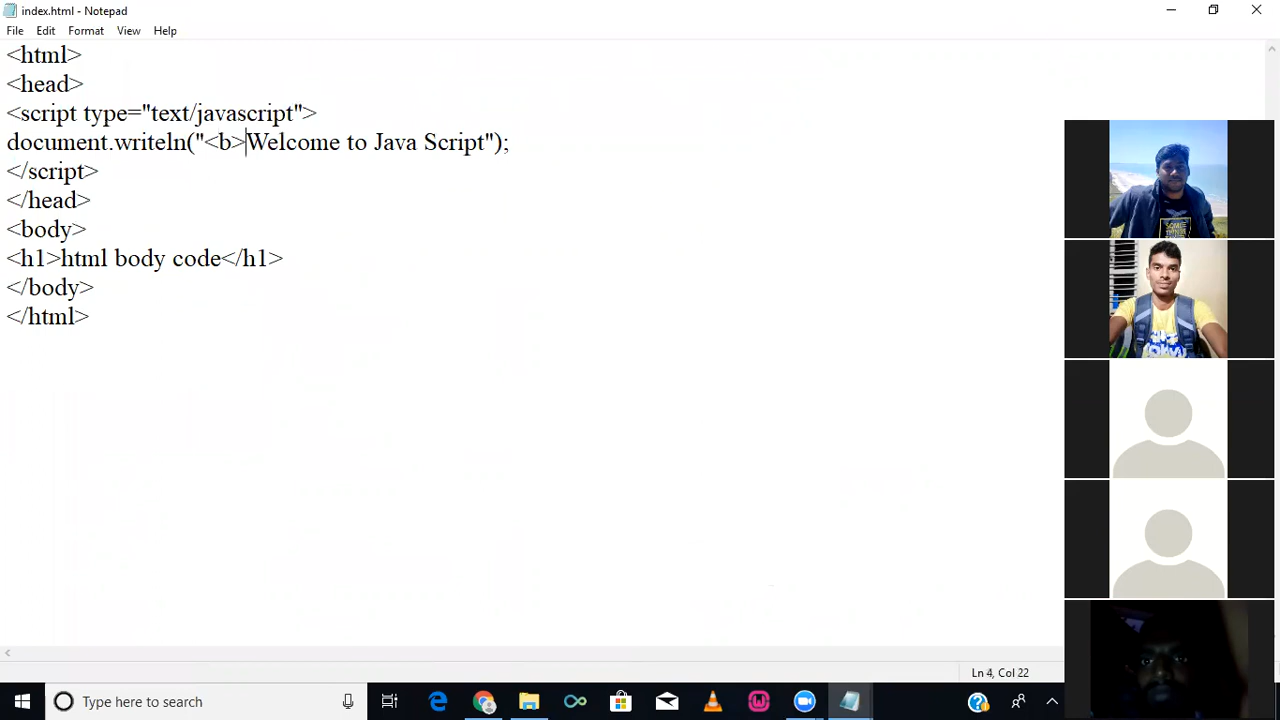 index.html - Notepad
File Edit Format View Help
<html>
<head>
<script type="text/javascript">
document.writeln("<b>Welcome to Java Script");
</script>
</head>
<body>
<h1>html body code</h1>
</body>
</html>
SOME
Ln 4, Col 22
Type here to search